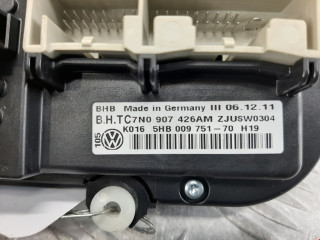 BHB Made in Germany III 06.12.11
B.H.TC7N0 907 426AM ZJUSW0304
K016 5HB 009 751-70 H19
105